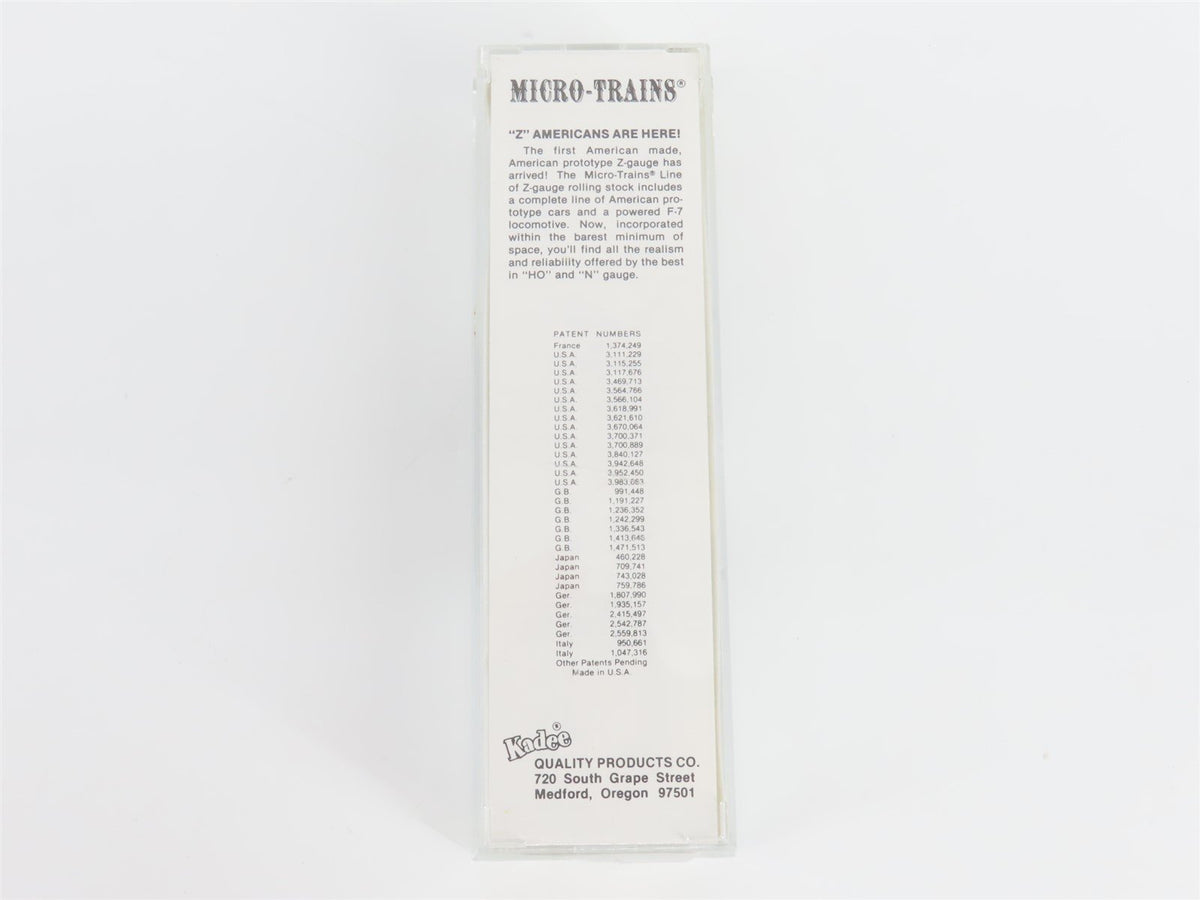 MICRO-TRAINS®
"Z" AMERICANS ARE HERE!
The first American made,
American prototype Z-gauge has
arrived! The Micro-Trains® Line
of Z-gauge rolling stock includes
a complete line of American pro-
totype cars and a powered F-7
locomotive. Now, incorporated
within the barest minimum of
space, you'll find all the realism
and reliability offered by the best
in "HO" and "N" gauge.
PATENT NUMBERS
France 1,374,249
U.S.A. 3,111,229
U.S.A. 3,115,255
U.S.A. 3,117,676
U.S.A. 3,469,713
U.S.A. 3,564,766
U.S.A. 3,566,104
U.S.A. 3,618,991
U.S.A. 3,621,610
U.S.A. 3,670,064
U.S.A. 3,700,371
U.S.A. 3,700,889
U.S.A. 3,840,127
U.S.A. 3,942,648
U.S.A. 3,952,450
U.S.A. 3,983,063
G.B. 991,448
G.B. 1,191,227
G.B. 1,236,352
G.B. 1,242,299
G.B. 1,336,543
G.B. 1,413,645
G.B. 1,471,513
Japan 460,228
Japan 709,741
Japan 743,028
Japan 759,786
Ger. 1,807,990
Ger. 1,935,157
Ger. 2,415,497
Ger. 2,542,787
Ger. 2,559,813
Italy 950,661
Italy 1,047,316
Other Patents Pending
Made in U.S.A.
Kadee®
QUALITY PRODUCTS CO.
720 South Grape Street
Medford, Oregon 97501